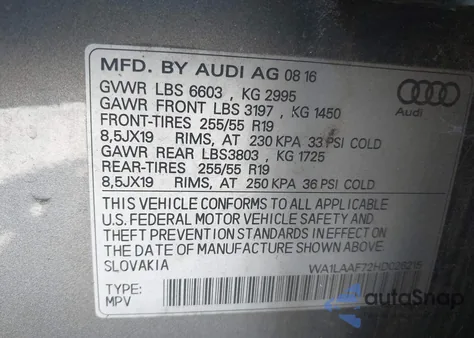 MFD. BY AUDI AG 08 16
GVWR LBS 6603 , KG 2995
GAWR FRONT LBS 3197 , KG 1450
FRONT-TIRES 255/55 R19
8,5JX19 RIMS, AT 230 KPA 33 PSI COLD
GAWR REAR LBS3803 , KG 1725
REAR-TIRES 255/55 R19
8,5JX19 RIMS, AT 250 KPA 36 PSI COLD
Audi
THIS VEHICLE CONFORMS TO ALL APPLICABLE
U.S. FEDERAL MOTOR VEHICLE SAFETY AND
THEFT PREVENTION STANDARDS IN EFFECT ON
THE DATE OF MANUFACTURE SHOWN ABOVE.
SLOVAKIA WA1LAAF72HD026215
TYPE:
MPV
autoSnap